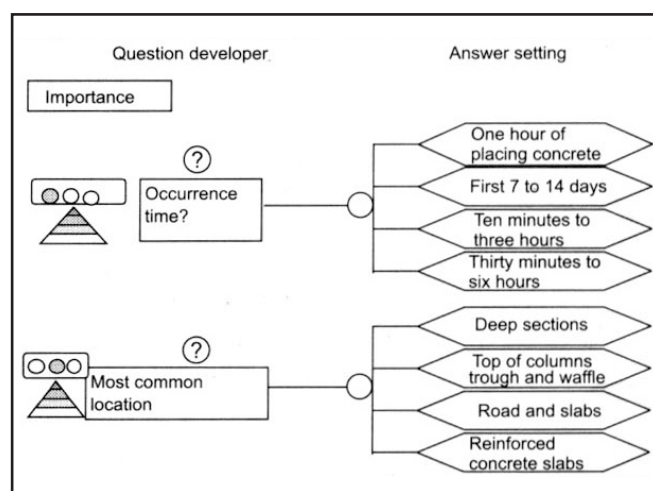 Question developer
Answer setting
Importance
?
Occurrence
time?
One hour of
placing concrete
First 7 to 14 days
Ten minutes to
three hours
Thirty minutes to
six hours
?
Most common
location
Deep sections
Top of columns
trough and waffle
Road and slabs
Reinforced
concrete slabs